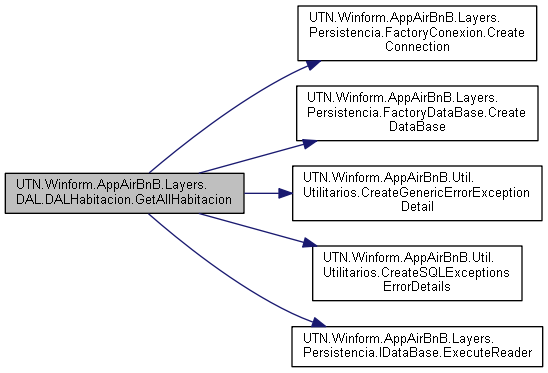 UTN.Winform.AppAirBnB.Layers.
Persistencia.FactoryConexion.Create
Connection
UTN.Winform.AppAirBnB.Layers.
Persistencia.FactoryDataBase.Create
DataBase
UTN.Winform.AppAirBnB.Layers.
DAL.DALHabitacion.GetAllHabitacion
UTN.Winform.AppAirBnB.Util.
Utilitarios.CreateGenericErrorException
Detail
UTN.Winform.AppAirBnB.Util.
Utilitarios.CreateSQLExceptions
ErrorDetails
UTN.Winform.AppAirBnB.Layers.
Persistencia.IDataBase.ExecuteReader